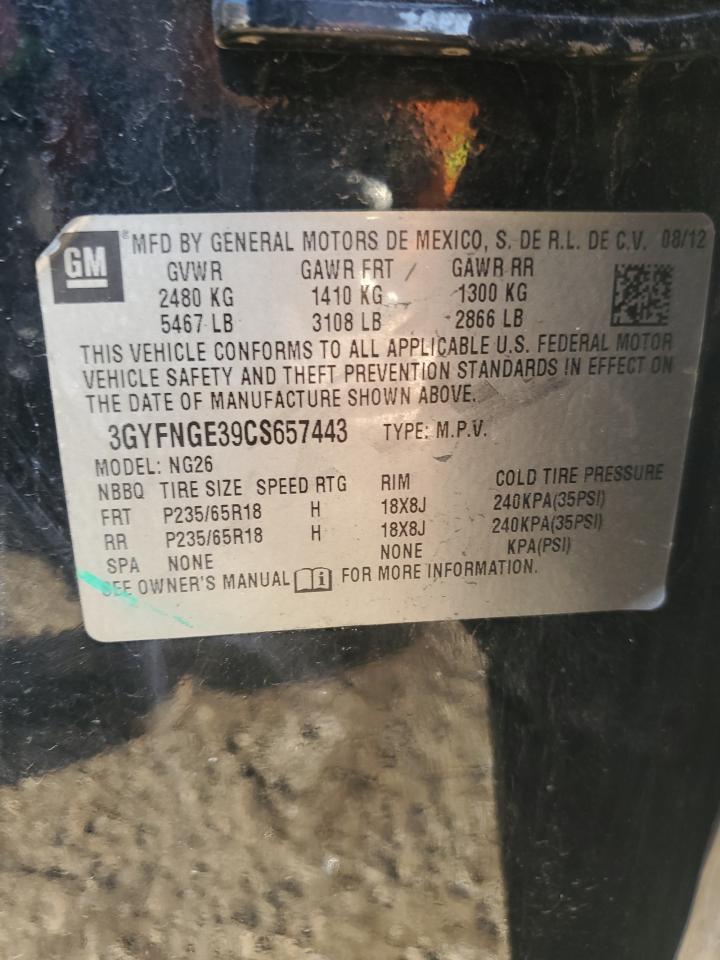 GM
®MFD BY GENERAL MOTORS DE MEXICO, S. DE R.L. DE C.V. 08/12
GVWR GAWR FRT / GAWR RR
2480 KG 1410 KG 1300 KG
5467 LB 3108 LB 2866 LB
THIS VEHICLE CONFORMS TO ALL APPLICABLE U.S. FEDERAL MOTOR
VEHICLE SAFETY AND THEFT PREVENTION STANDARDS IN EFFECT ON
THE DATE OF MANUFACTURE SHOWN ABOVE.
3GYFNGE39CS657443 TYPE: M.P.V.
MODEL: NG26
NBBQ TIRE SIZE SPEED RTG RIM COLD TIRE PRESSURE
FRT P235/65R18 H 18X8J 240KPA(35PSI)
RR P235/65R18 H 18X8J 240KPA(35PSI)
SPA NONE NONE KPA(PSI)
SEE OWNER'S MANUAL FOR MORE INFORMATION.